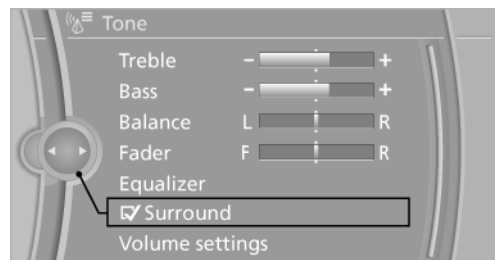 Tone
Treble - +
Bass - +
Balance L R
Fader F R
Equalizer
Surround
Volume settings